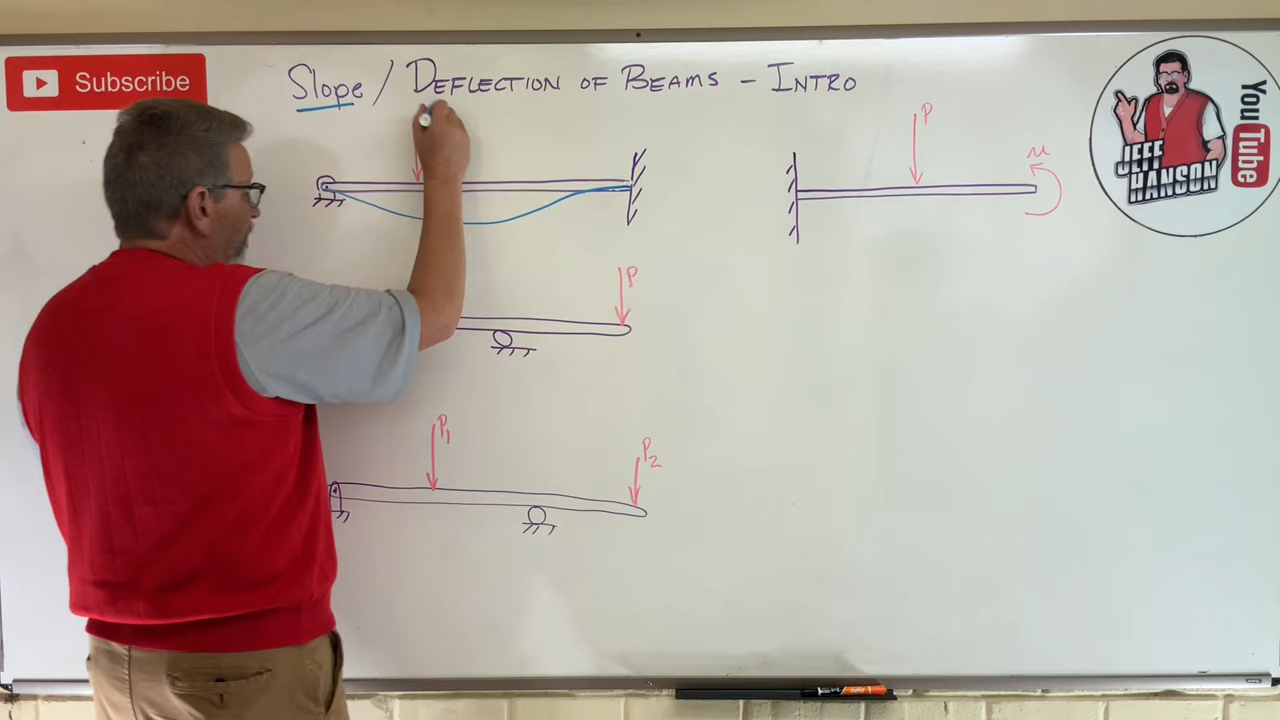 Subscribe
Slope / DEFLECTION OF BEAMS - INTRO
P
M
P
P1
P2
JEFF
HANSON
YouTube